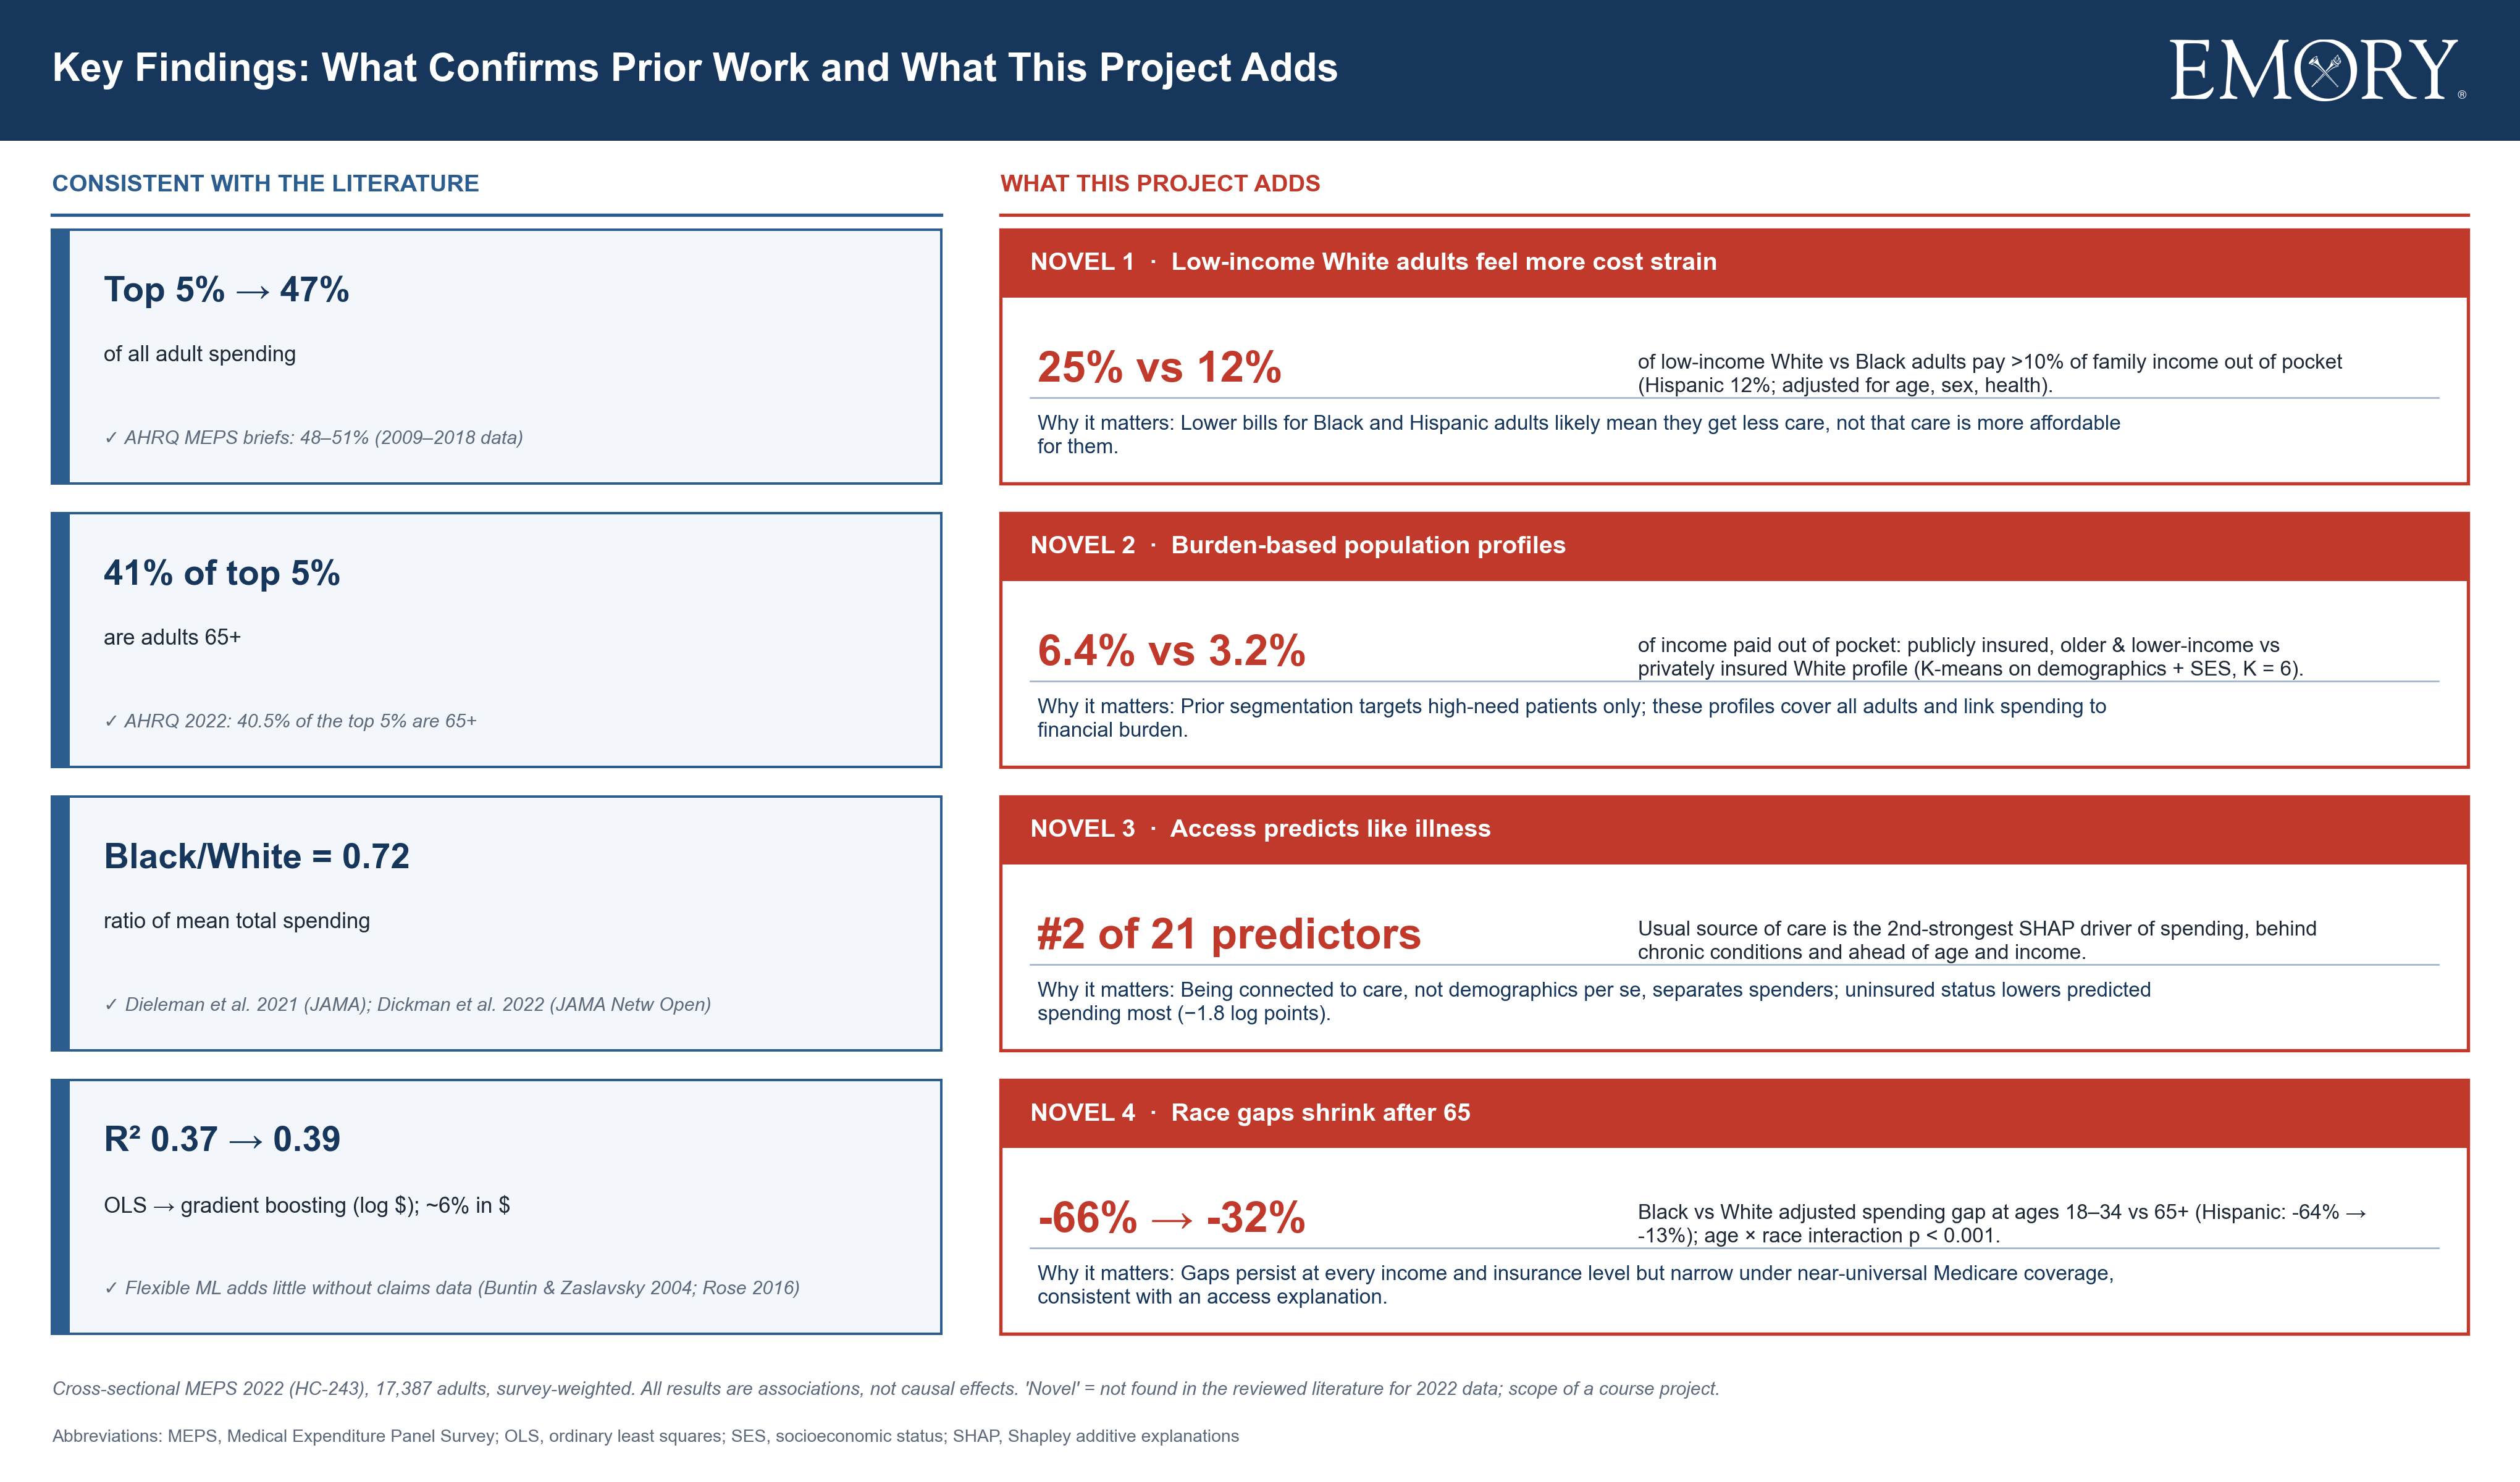 Key Findings: What Confirms Prior Work and What This Project Adds
EMORY®
CONSISTENT WITH THE LITERATURE
Top 5% → 47%
of all adult spending
✓ AHRQ MEPS briefs: 48–51% (2009–2018 data)
41% of top 5%
are adults 65+
✓ AHRQ 2022: 40.5% of the top 5% are 65+
Black/White = 0.72
ratio of mean total spending
✓ Dieleman et al. 2021 (JAMA); Dickman et al. 2022 (JAMA Netw Open)
R² 0.37 → 0.39
OLS → gradient boosting (log $); ~6% in $
✓ Flexible ML adds little without claims data (Buntin & Zaslavsky 2004; Rose 2016)
WHAT THIS PROJECT ADDS
NOVEL 1 · Low-income White adults feel more cost strain
25% vs 12%
of low-income White vs Black adults pay >10% of family income out of pocket
(Hispanic 12%; adjusted for age, sex, health).
Why it matters: Lower bills for Black and Hispanic adults likely mean they get less care, not that care is more affordable
for them.
NOVEL 2 · Burden-based population profiles
6.4% vs 3.2%
of income paid out of pocket: publicly insured, older & lower-income vs
privately insured White profile (K-means on demographics + SES, K = 6).
Why it matters: Prior segmentation targets high-need patients only; these profiles cover all adults and link spending to
financial burden.
NOVEL 3 · Access predicts like illness
#2 of 21 predictors
Usual source of care is the 2nd-strongest SHAP driver of spending, behind
chronic conditions and ahead of age and income.
Why it matters: Being connected to care, not demographics per se, separates spenders; uninsured status lowers predicted
spending most (−1.8 log points).
NOVEL 4 · Race gaps shrink after 65
-66% → -32%
Black vs White adjusted spending gap at ages 18–34 vs 65+ (Hispanic: -64% →
-13%); age × race interaction p < 0.001.
Why it matters: Gaps persist at every income and insurance level but narrow under near-universal Medicare coverage,
consistent with an access explanation.
Cross-sectional MEPS 2022 (HC-243), 17,387 adults, survey-weighted. All results are associations, not causal effects. 'Novel' = not found in the reviewed literature for 2022 data; scope of a course project.
Abbreviations: MEPS, Medical Expenditure Panel Survey; OLS, ordinary least squares; SES, socioeconomic status; SHAP, Shapley additive explanations